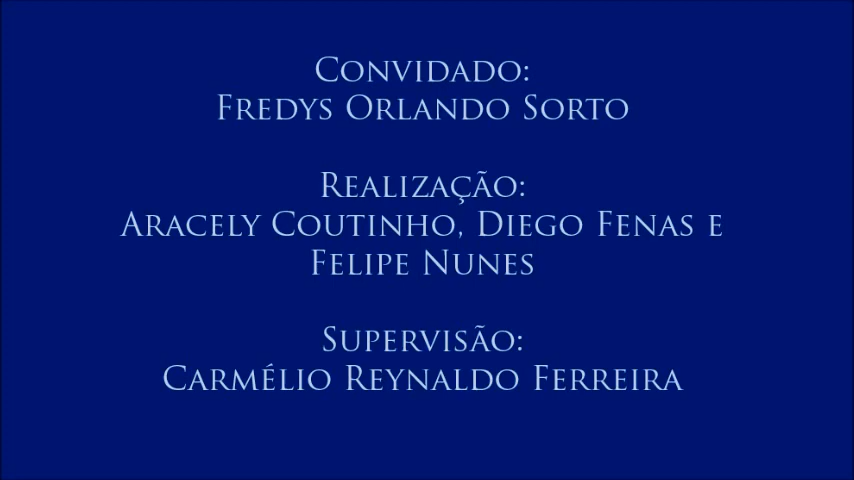 Convidado:
Fredys Orlando Sorto
Realização:
Aracely Coutinho, Diego Fenas e
Felipe Nunes
Supervisão:
Carmélio Reynaldo Ferreira